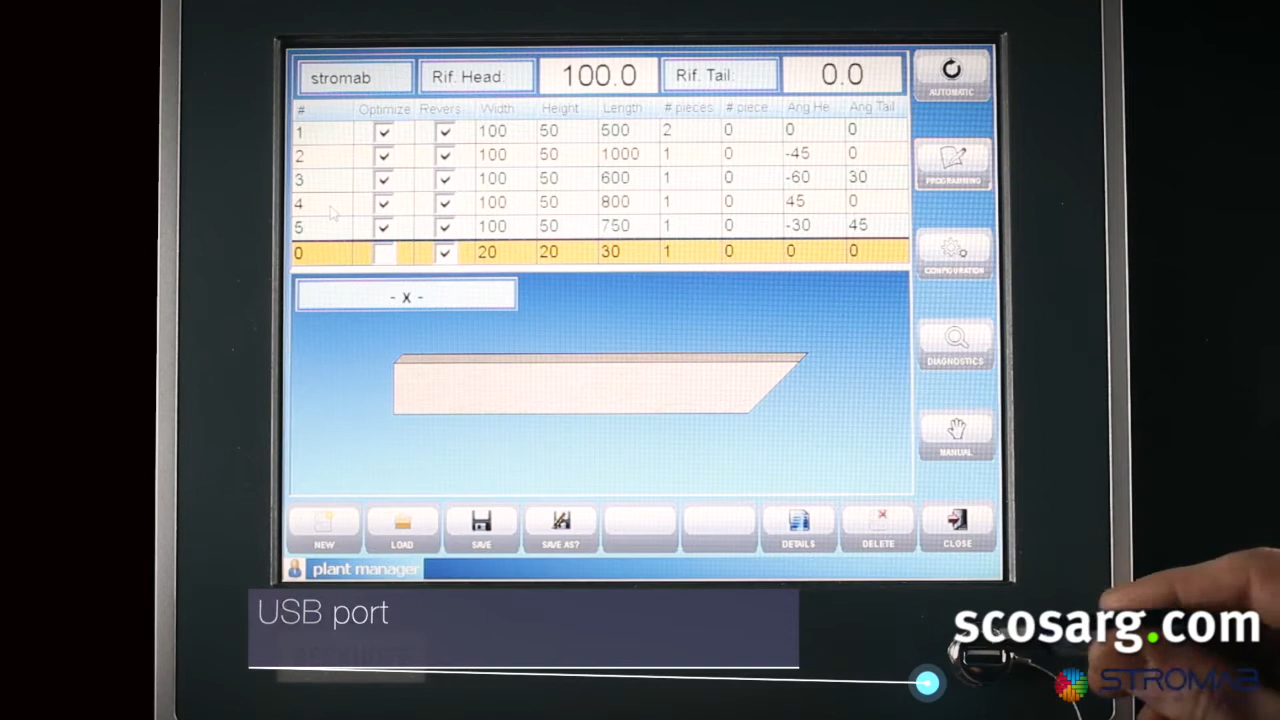 stromab Rif. Head: 100.0 Rif. Tail: 0.0
# Optimize Revers Width Height Length # pieces # piece Ang He Ang Tail
1 100 50 500 2 0 0 0
2 100 50 1000 1 0 -45 0
3 100 50 600 1 0 -60 30
4 100 50 800 1 0 45 0
5 100 50 750 1 0 -30 45
0 20 20 30 1 0 0 0
- x -
AUTOMATIC
PROGRAMMING
CONFIGURATION
DIAGNOSTICS
MANUAL
NEW LOAD SAVE SAVE AS? DETAILS DELETE CLOSE
plant manager
USB port
scosarg.com
STROMAB